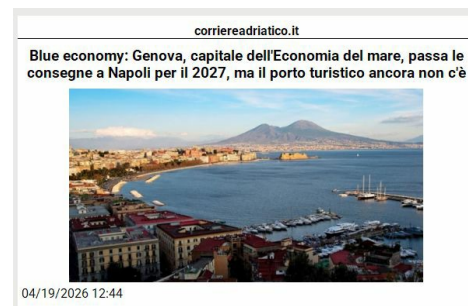 corriereadriatico.it
Blue economy: Genova, capitale dell'Economia del mare, passa le
consegne a Napoli per il 2027, ma il porto turistico ancora non c'è
04/19/2026 12:44